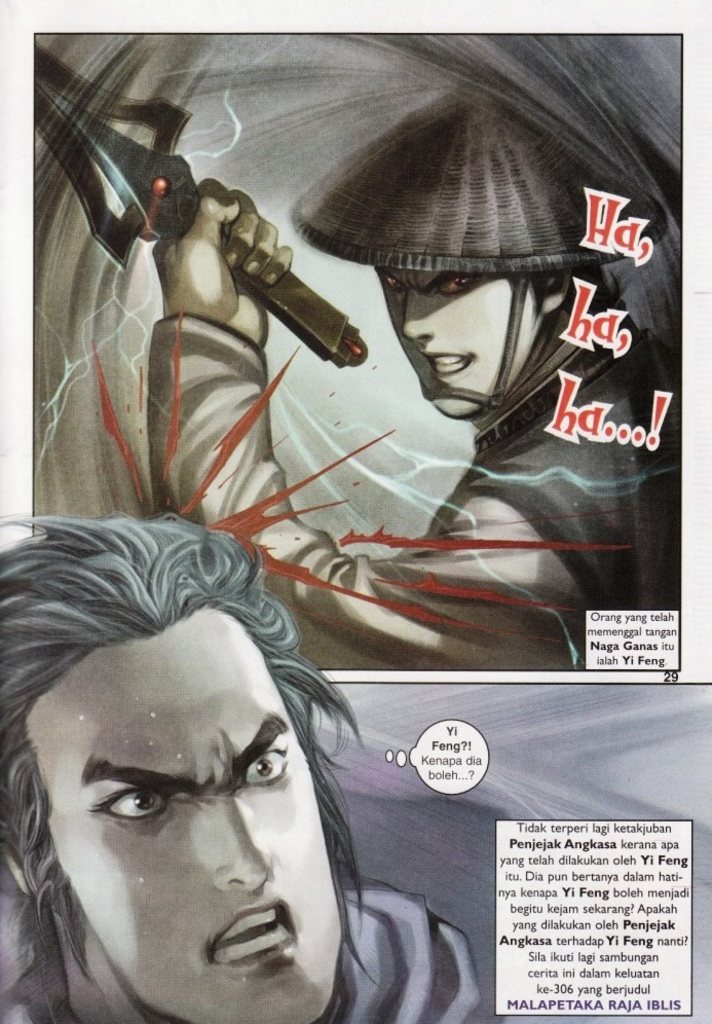 Ha,
ha,
ha...!
Orang yang telah
memenggal tangan
Naga Ganas itu
ialah Yi Feng.
29
Yi
Feng?!
Kenapa dia
boleh...?
Tidak terperi lagi ketakjuban
Penjejak Angkasa kerana apa
yang telah dilakukan oleh Yi Feng
itu. Dia pun bertanya dalam hati-
nya kenapa Yi Feng boleh menjadi
begitu kejam sekarang? Apakah
yang dilakukan oleh Penjejak
Angkasa terhadap Yi Feng nanti?
Sila ikuti lagi sambungan
cerita ini dalam keluatan
ke-306 yang berjudul
MALAPETAKA RAJA IBLIS